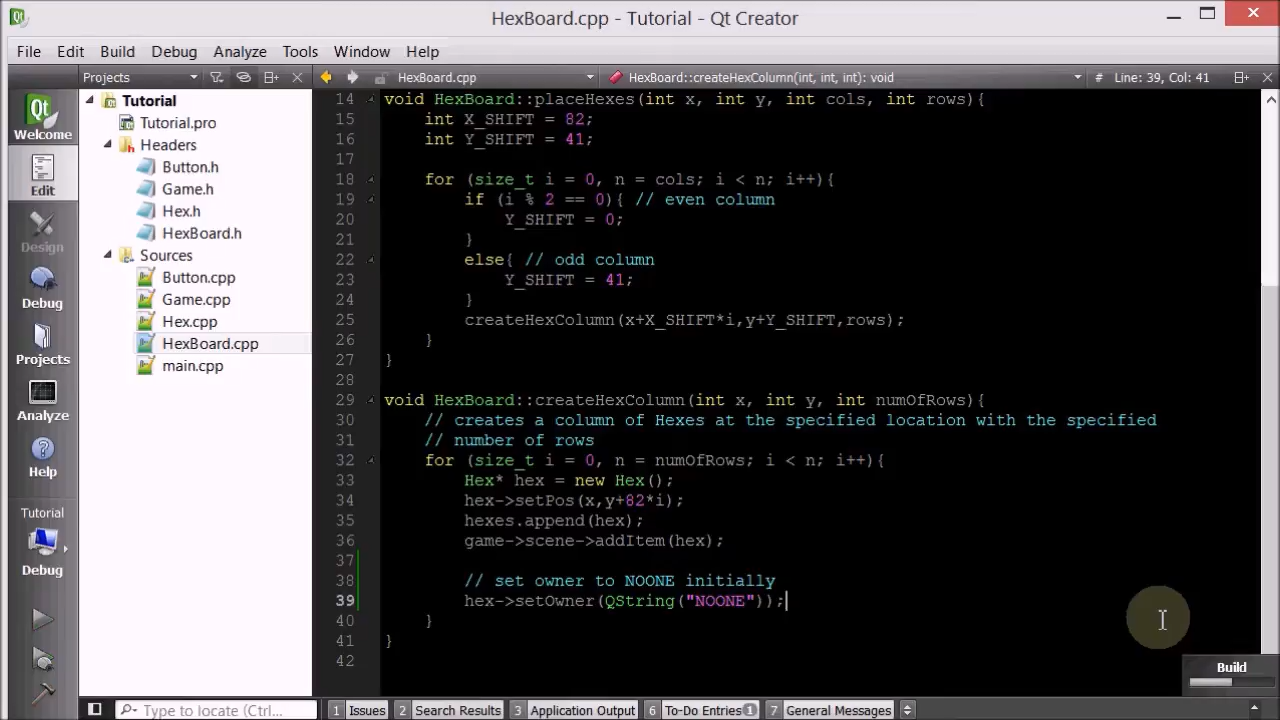 HexBoard.cpp - Tutorial - Qt Creator
File Edit Build Debug Analyze Tools Window Help
Projects
HexBoard.cpp
HexBoard::createHexColumn(int, int, int): void
# Line: 39, Col: 41
Qt
Welcome
Edit
Design
Debug
Projects
Analyze
Help
Tutorial
Debug
Tutorial
Tutorial.pro
Headers
Button.h
Game.h
Hex.h
HexBoard.h
Sources
Button.cpp
Game.cpp
Hex.cpp
HexBoard.cpp
main.cpp
14 void HexBoard::placeHexes(int x, int y, int cols, int rows){
15 int X_SHIFT = 82;
16 int Y_SHIFT = 41;
17
18 for (size_t i = 0, n = cols; i < n; i++){
19 if (i % 2 == 0){ // even column
20 Y_SHIFT = 0;
21 }
22 else{ // odd column
23 Y_SHIFT = 41;
24 }
25 createHexColumn(x+X_SHIFT*i,y+Y_SHIFT,rows);
26 }
27 }
28
29 void HexBoard::createHexColumn(int x, int y, int numOfRows){
30 // creates a column of Hexes at the specified location with the specified
31 // number of rows
32 for (size_t i = 0, n = numOfRows; i < n; i++){
33 Hex* hex = new Hex();
34 hex->setPos(x,y+82*i);
35 hexes.append(hex);
36 game->scene->addItem(hex);
37
38 // set owner to NOONE initially
39 hex->setOwner(QString("NOONE"));
40 }
41 }
42
Build
Type to locate (Ctrl...
1 Issues 2 Search Results 3 Application Output 6 To-Do Entries 1 7 General Messages